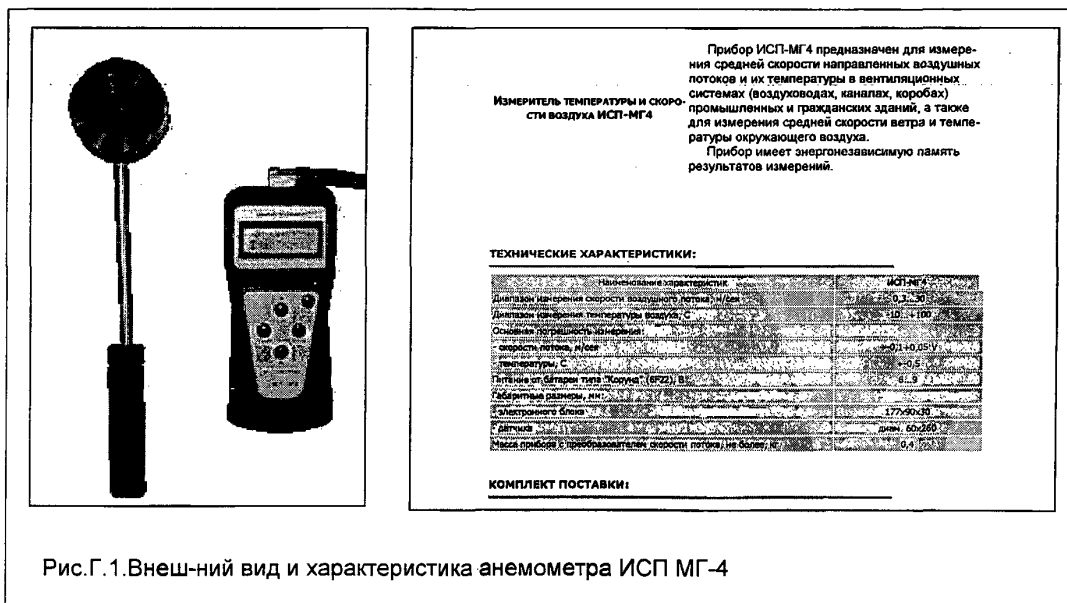 Прибор ИСП-МГ4 предназначен для измере-
ния средней скорости направленных воздушных
потоков и их температуры в вентиляционных
системах (воздуховодах, каналах, коробах)
промышленных и гражданских зданий, а также
для измерения средней скорости ветра и темпе-
ратуры окружающего воздуха.
Прибор имеет энергонезависимую память
результатов измерений.
ИЗМЕРИТЕЛЬ ТЕМПЕРАТУРЫ И СКОРО-
СТИ ВОЗДУХА ИСП-МГ4
ТЕХНИЧЕСКИЕ ХАРАКТЕРИСТИКИ:
Наименование характеристик ИСП-МГ4
Диапазон измерения скорости воздушного потока, м/сек 0,3...30
Диапазон измерения температуры воздуха, С -10...+100
Основная погрешность измерения:
- скорости потока, м/сек +-0,1+0,05·V
- температуры, С +-0,5
Питание от батареи типа "Корунд" (6F22), В 6...9
Габаритные размеры, мм:
- электронного блока 177х90х30
- датчика диам. 60х260
Масса прибора с преобразователем скорости потока, не более, кг 0,4
КОМПЛЕКТ ПОСТАВКИ:
Рис.Г.1.Внеш-ний вид и характеристика анемометра ИСП МГ-4